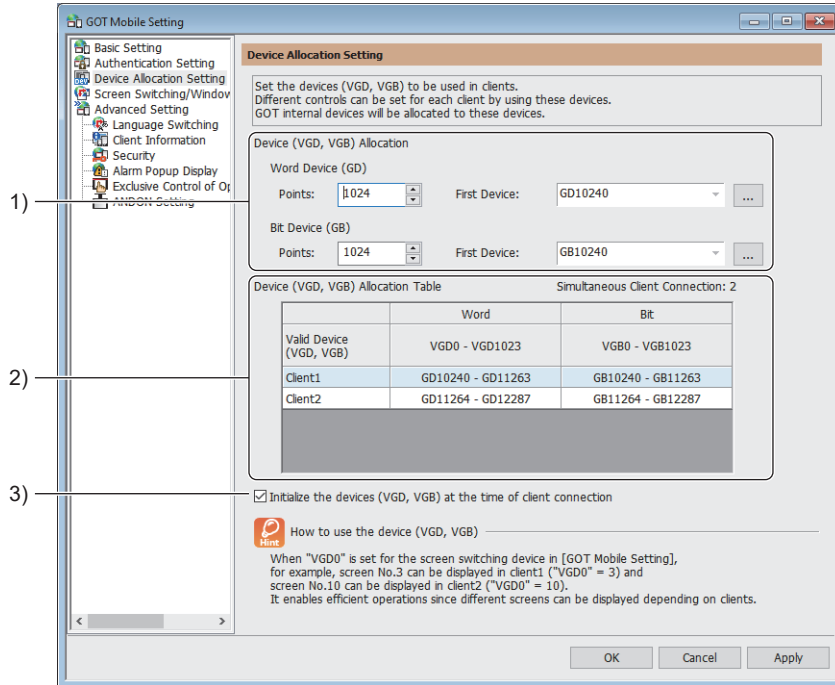 GOT Mobile Setting
Basic Setting
Authentication Setting
Device Allocation Setting
Screen Switching/Window
Advanced Setting
Language Switching
Client Information
Security
Alarm Popup Display
Exclusive Control of Op
ANDON Setting
Device Allocation Setting
Set the devices (VGD, VGB) to be used in clients.
Different controls can be set for each client by using these devices.
GOT internal devices will be allocated to these devices.
1)
Device (VGD, VGB) Allocation
Word Device (GD)
Points: 1024 First Device: GD10240 ...
Bit Device (GB)
Points: 1024 First Device: GB10240 ...
2)
Device (VGD, VGB) Allocation Table Simultaneous Client Connection: 2
Word Bit
Valid Device (VGD, VGB) VGD0 - VGD1023 VGB0 - VGB1023
Client1 GD10240 - GD11263 GB10240 - GB11263
Client2 GD11264 - GD12287 GB11264 - GB12287
3)
Initialize the devices (VGD, VGB) at the time of client connection
Hint
How to use the device (VGD, VGB)
When "VGD0" is set for the screen switching device in [GOT Mobile Setting],
for example, screen No.3 can be displayed in client1 ("VGD0" = 3) and
screen No.10 can be displayed in client2 ("VGD0" = 10).
It enables efficient operations since different screens can be displayed depending on clients.
OK Cancel Apply